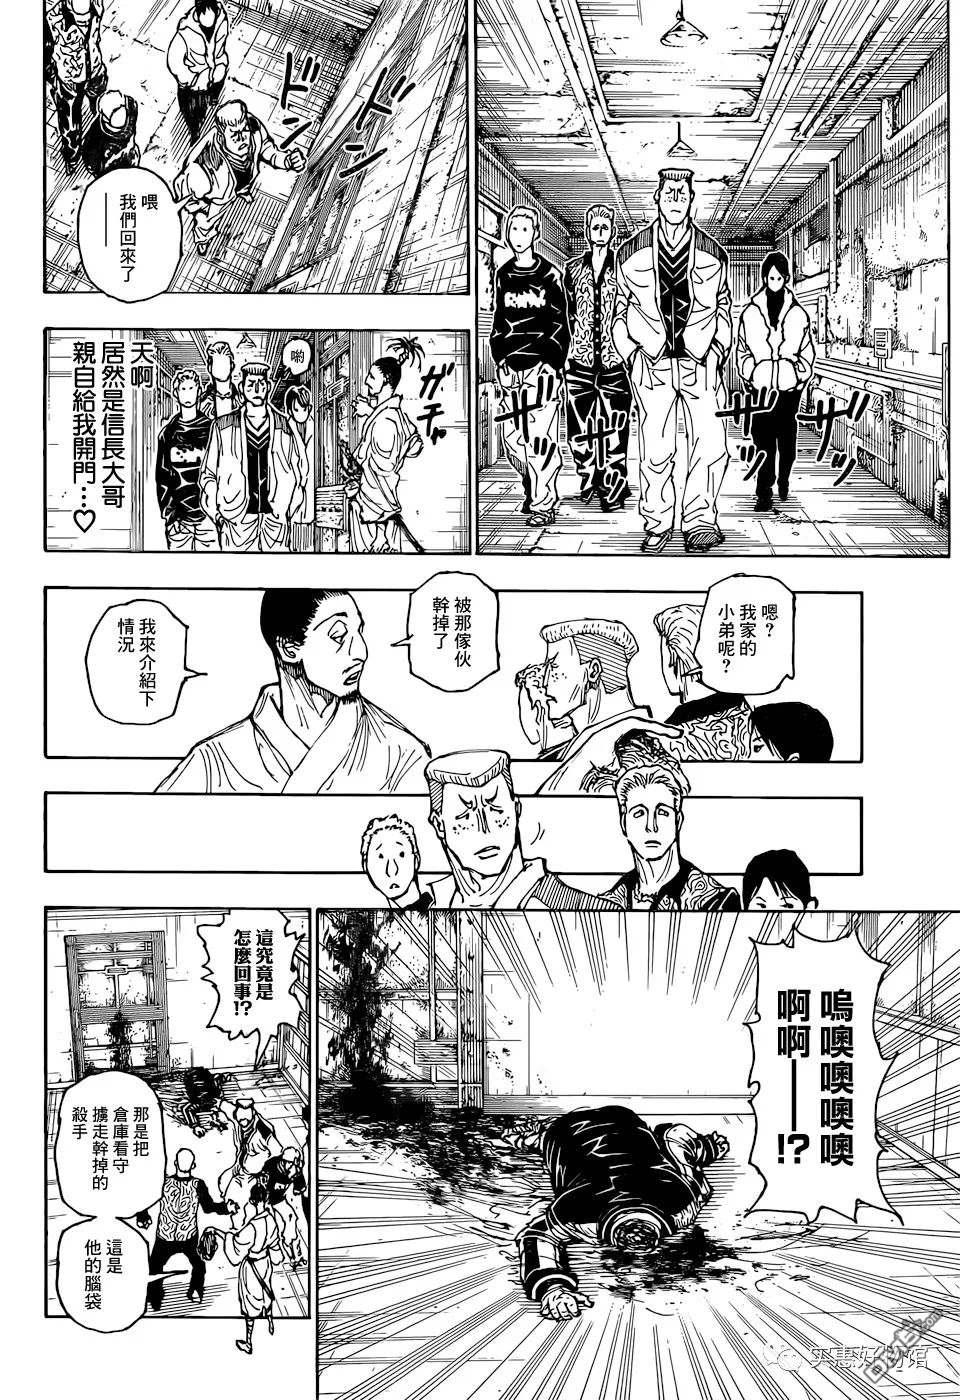 ザッ
ザッ
ザッ
ザッ
ドン
ドン
喂
我們回來了
——
喲
ガチャ
天啊
居然是信長大哥
親自給我開門…♡
嗯？
我家的
小弟呢？
被那傢伙
幹掉了
我來介紹下
情況
嗚噢噢噢噢
啊啊——!?
這究竟是
怎麼回事!?
那是把
倉庫看守
擄走幹掉的
殺手
這是
他的腦袋